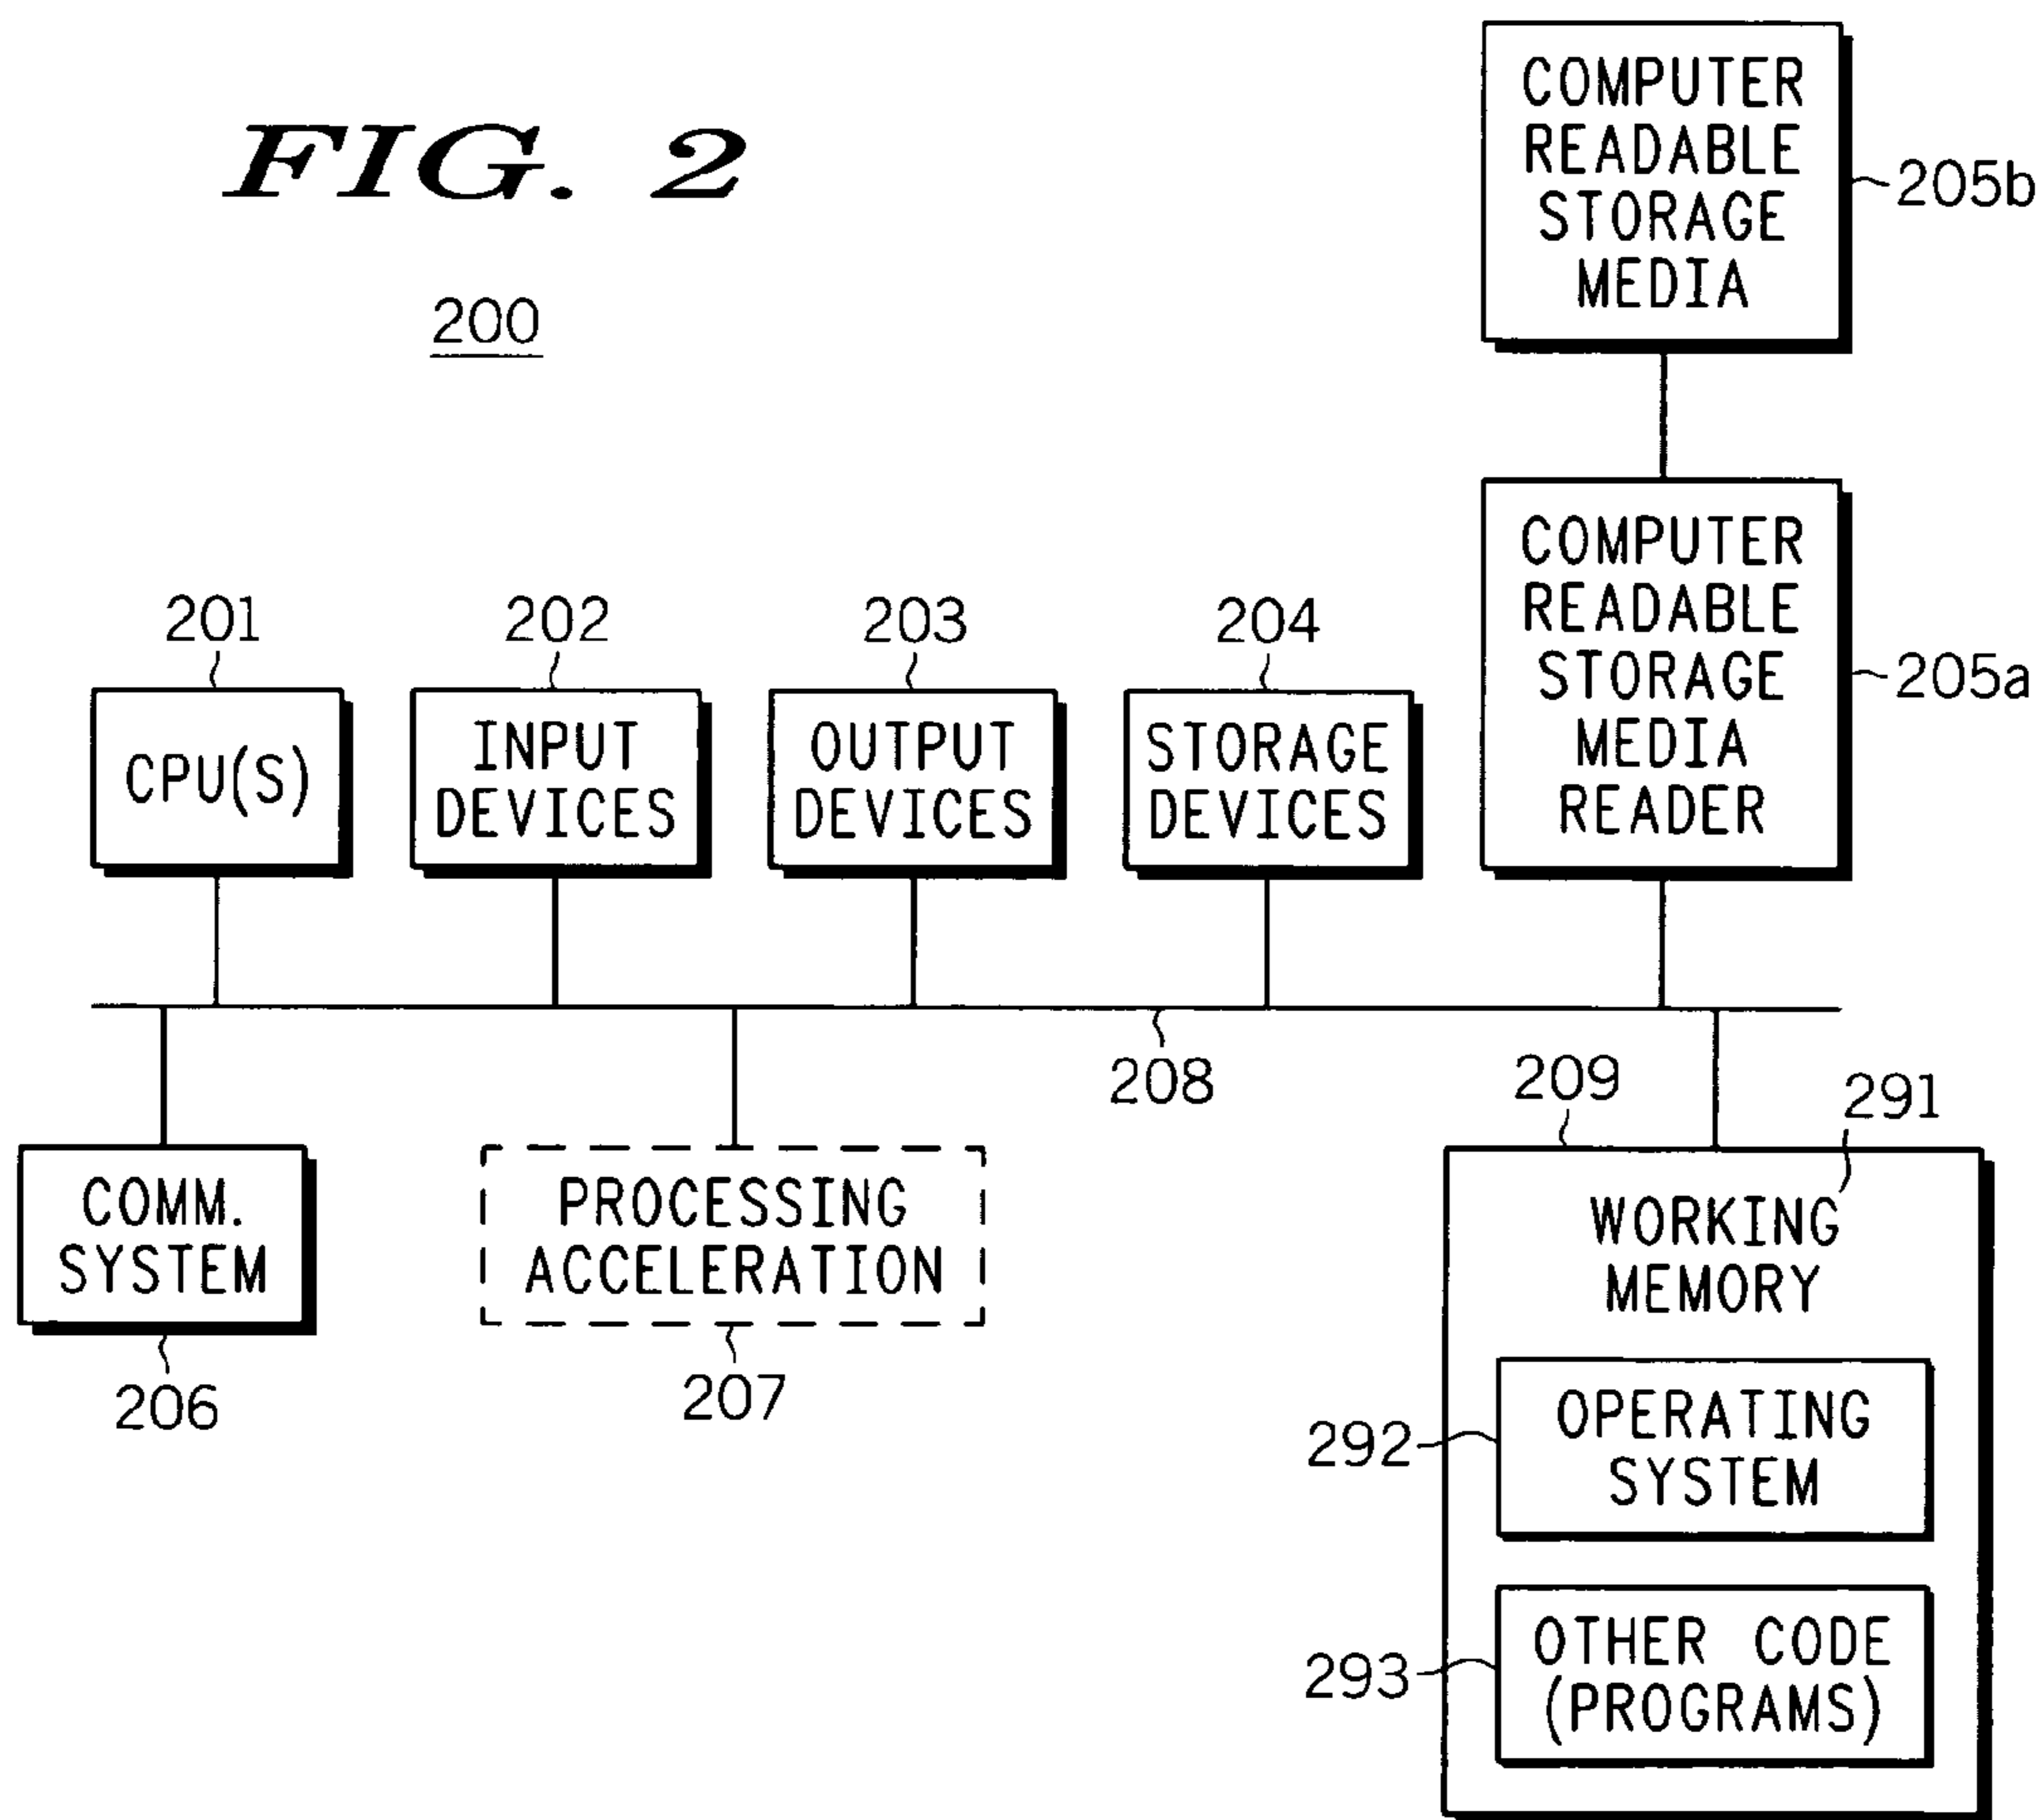 FIG. 2
200
COMPUTER
READABLE
STORAGE
MEDIA
205b
COMPUTER
READABLE
STORAGE
MEDIA
READER
205a
201
CPU(S)
202
INPUT
DEVICES
203
OUTPUT
DEVICES
204
STORAGE
DEVICES
208
COMM.
SYSTEM
206
PROCESSING
ACCELERATION
207
209
291
WORKING
MEMORY
292
OPERATING
SYSTEM
293
OTHER CODE
(PROGRAMS)